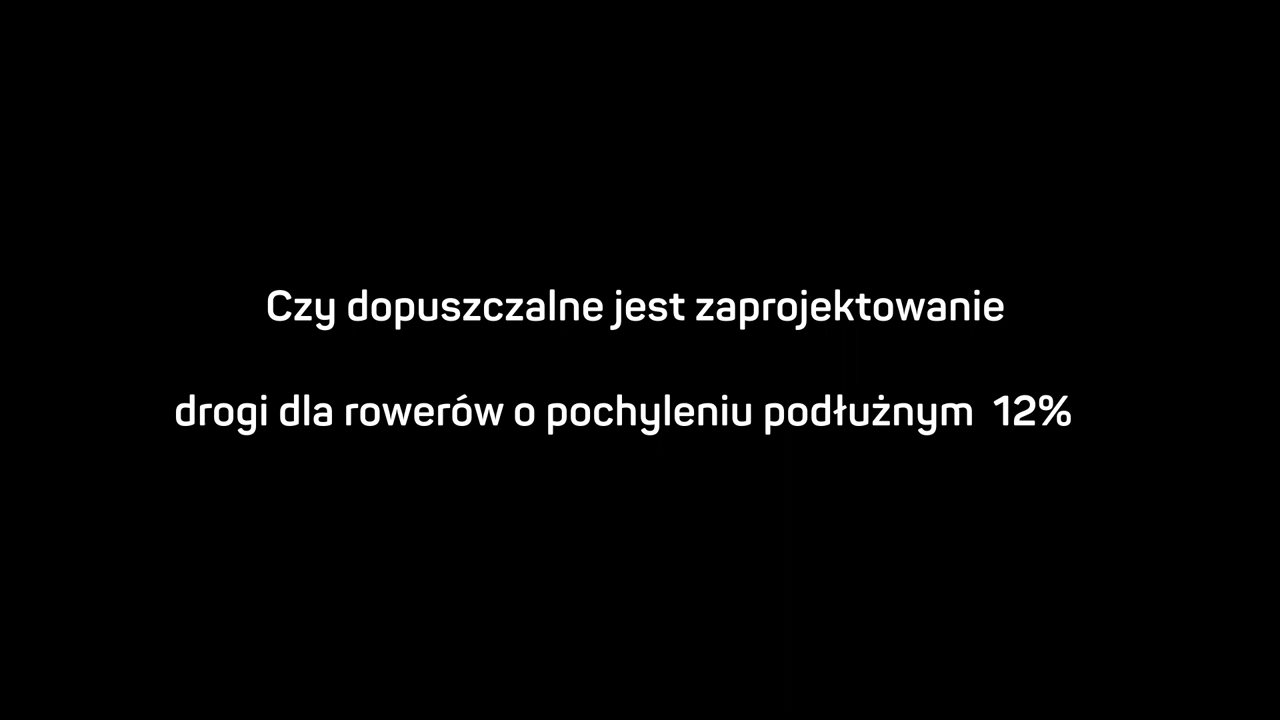 Czy dopuszczalne jest zaprojektowanie
drogi dla rowerów o pochyleniu podłużnym 12%